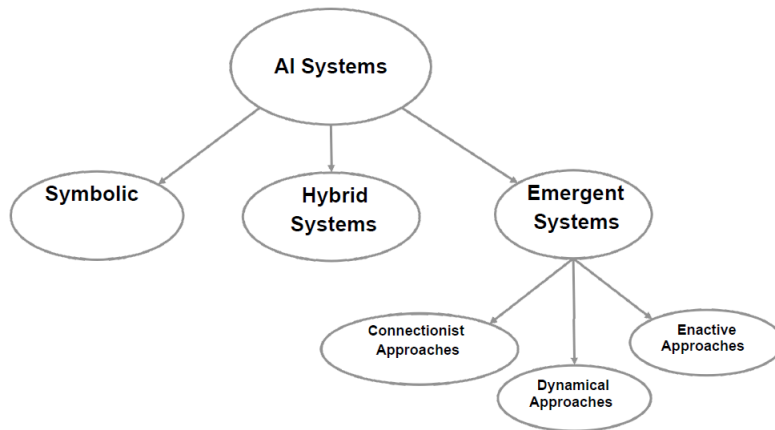 AI Systems
Symbolic
Hybrid
Systems
Emergent
Systems
Connectionist
Approaches
Dynamical
Approaches
Enactive
Approaches